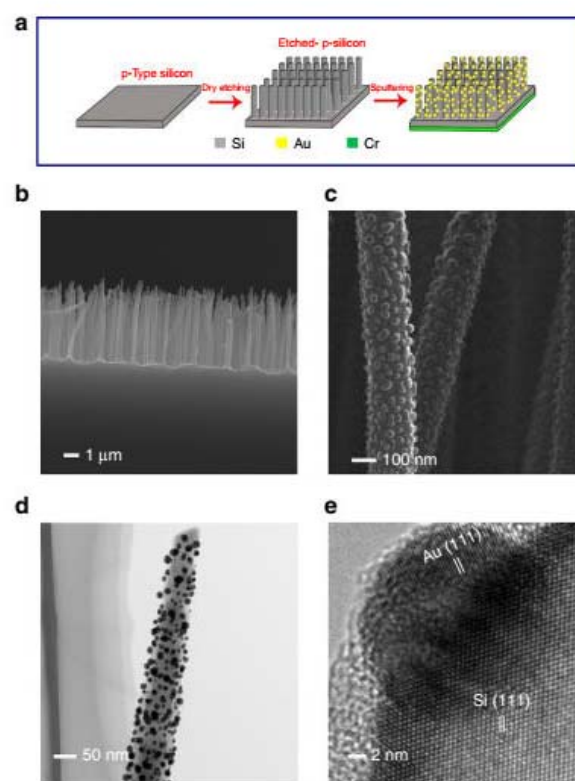 a
Etched- p-silicon
p-Type silicon
Dry etching
Sputtering
Si Au Cr
b
c
1 μm
100 nm
d
e
Au (111)
Si (111)
50 nm
2 nm